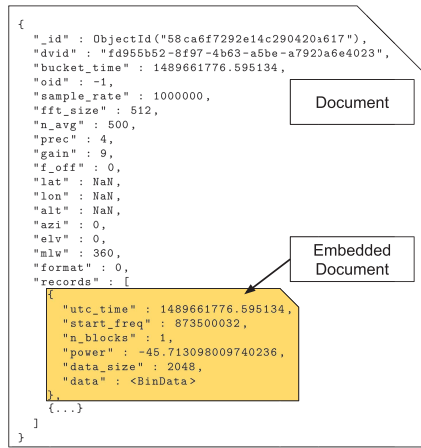 {
"_id" : ObjectId("58ca6f7292e14c290420a617"),
"dvid" : "fd955b52-8f97-4b63-a5be-a7920a6e4023",
"bucket_time" : 1489661776.595134,
"oid" : -1,
"sample_rate" : 1000000,
"fft_size" : 512,
"n_avg" : 500,
"prec" : 4,
"gain" : 9,
"f_off" : 0,
"lat" : NaN,
"lon" : NaN,
"alt" : NaN,
"azi" : 0,
"elv" : 0,
"mlw" : 360,
"format" : 0,
"records" : [
{
"utc_time" : 1489661776.595134,
"start_freq" : 873500032,
"n_blocks" : 1,
"power" : -45.713098009740236,
"data_size" : 2048,
"data" : <BinData>
},
{...}
]
}
Document
Embedded
Document